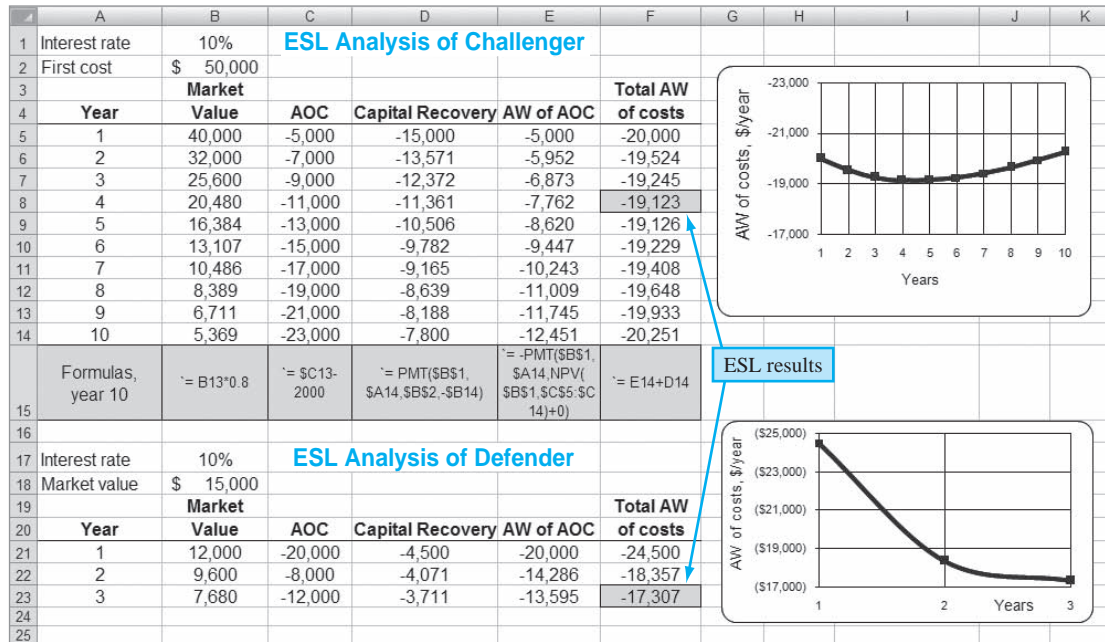 A B C D E F G H I J K
1 Interest rate 10% ESL Analysis of Challenger
2 First cost $ 50,000
3 Market Total AW
4 Year Value AOC Capital Recovery AW of AOC of costs
5 1 40,000 -5,000 -15,000 -5,000 -20,000
6 2 32,000 -7,000 -13,571 -5,952 -19,524
7 3 25,600 -9,000 -12,372 -6,873 -19,245
8 4 20,480 -11,000 -11,361 -7,762 -19,123
9 5 16,384 -13,000 -10,506 -8,620 -19,126
10 6 13,107 -15,000 -9,782 -9,447 -19,229
11 7 10,486 -17,000 -9,165 -10,243 -19,408
12 8 8,389 -19,000 -8,639 -11,009 -19,648
13 9 6,711 -21,000 -8,188 -11,745 -19,933
14 10 5,369 -23,000 -7,800 -12,451 -20,251
15
Formulas,
year 10
`= B13*0.8
`= $C13-
2000
`= PMT($B$1,
$A14,$B$2,-$B14)
`= -PMT($B$1,
$A14,NPV(
$B$1,$C$5:$C
14)+0)
`= E14+D14
16
17 Interest rate 10% ESL Analysis of Defender
18 Market value $ 15,000
19 Market Total AW
20 Year Value AOC Capital Recovery AW of AOC of costs
21 1 12,000 -20,000 -4,500 -20,000 -24,500
22 2 9,600 -8,000 -4,071 -14,286 -18,357
23 3 7,680 -12,000 -3,711 -13,595 -17,307
24
25
AW of costs, $/year
-23,000
-21,000
-19,000
-17,000
1 2 3 4 5 6 7 8 9 10
Years
ESL results
AW of costs, $/year
($25,000)
($23,000)
($21,000)
($19,000)
($17,000)
1 2 Years 3